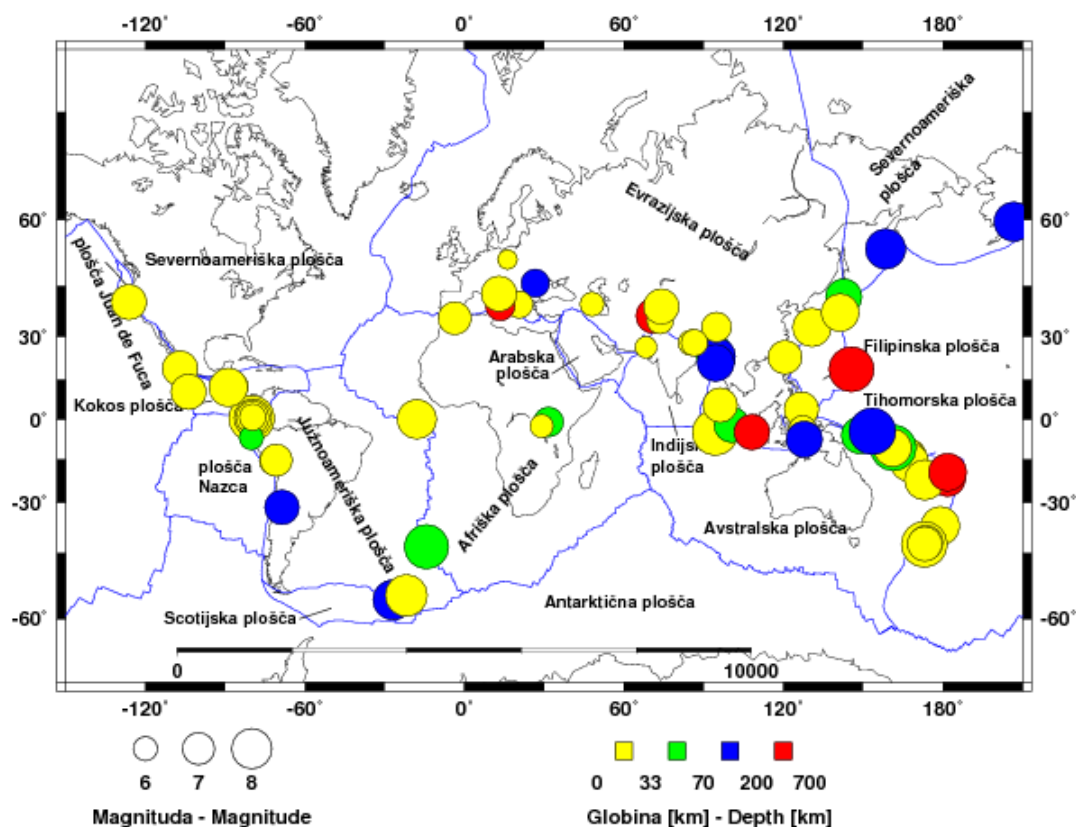 -120˚ -60˚ 0˚ 60˚ 120˚ 180˚
Severnoameriška
plošča
Evrazijska plošča
60˚ 60˚
plošča Juan de Fuca
Severnoameriška plošča
30˚ 30˚
Arabska
plošča
Filipinska plošča
Kokos plošča
Tihomorska plošča
0˚ 0˚
Južnoameriška plošča
Indijska
plošča
plošča
Nazca
Afriška plošča
-30˚ -30˚
Avstralska plošča
Antarktična plošča
Scotijska plošča
-60˚ -60˚
0 10000
-120˚ -60˚ 0˚ 60˚ 120˚ 180˚
6 7 8
0 33 70 200 700
Magnituda - Magnitude
Globina [km] - Depth [km]